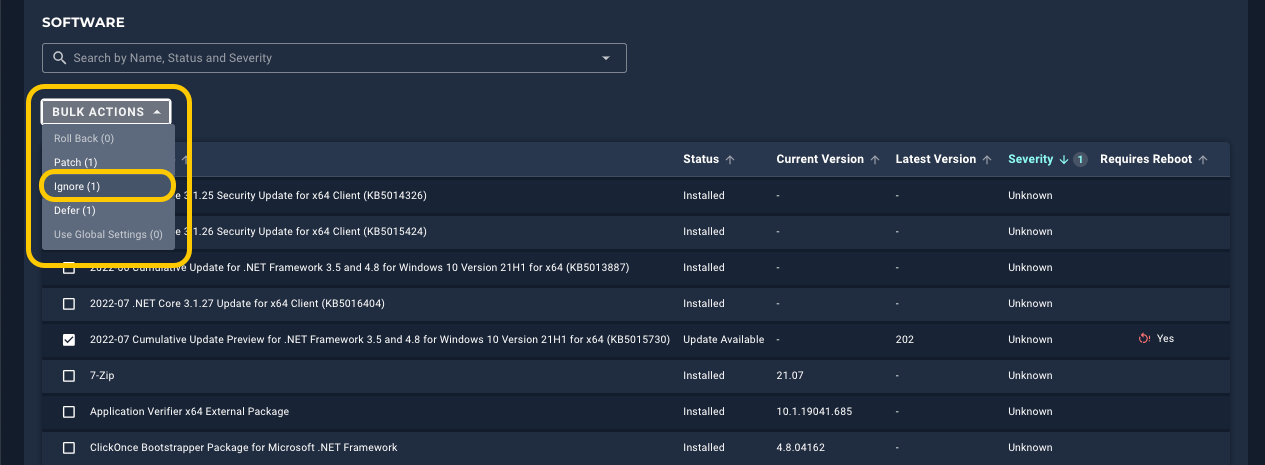 SOFTWARE
Search by Name, Status and Severity
BULK ACTIONS
Roll Back (0)
Patch (1)
Ignore (1)
Defer (1)
Use Global Settings (0)
Status Current Version Latest Version Severity 1 Requires Reboot
3.1.25 Security Update for x64 Client (KB5014326) Installed - - Unknown
3.1.26 Security Update for x64 Client (KB5015424) Installed - - Unknown
Cumulative Update for .NET Framework 3.5 and 4.8 for Windows 10 Version 21H1 for x64 (KB5013887) Installed - - Unknown
2022-07 .NET Core 3.1.27 Update for x64 Client (KB5016404) Installed - - Unknown
2022-07 Cumulative Update Preview for .NET Framework 3.5 and 4.8 for Windows 10 Version 21H1 for x64 (KB5015730) Update Available - 202 Unknown Yes
7-Zip Installed 21.07 - Unknown
Application Verifier x64 External Package Installed 10.1.19041.685 - Unknown
ClickOnce Bootstrapper Package for Microsoft .NET Framework Installed 4.8.04162 - Unknown